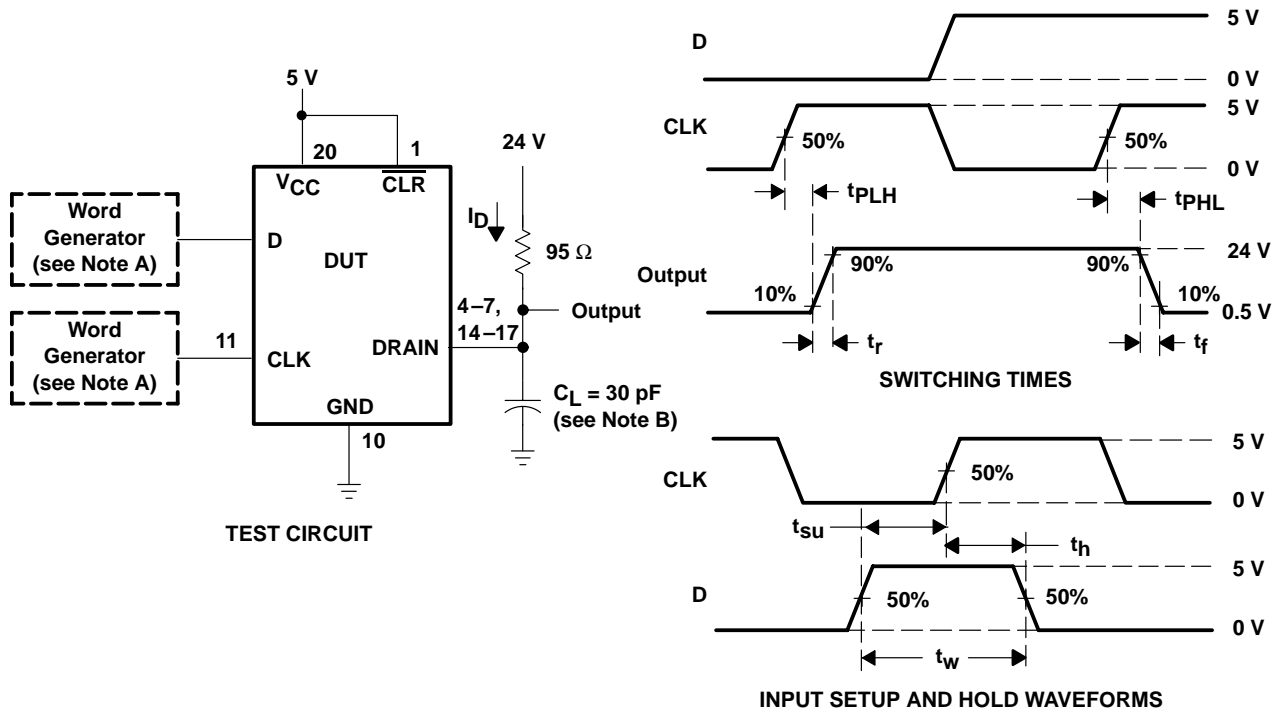 5 V
20
1
VCC
CLR
Word
Generator
(see Note A)
D
DUT
Word
Generator
(see Note A)
11
CLK
DRAIN
GND
10
24 V
ID
95 Ω
4–7,
14–17
Output
CL = 30 pF
(see Note B)
TEST CIRCUIT
D
5 V
0 V
CLK
50%
50%
5 V
0 V
tPLH
tPHL
Output
10%
90%
90%
10%
24 V
0.5 V
tr
tf
SWITCHING TIMES
CLK
50%
5 V
0 V
tsu
th
D
50%
50%
5 V
0 V
tw
INPUT SETUP AND HOLD WAVEFORMS